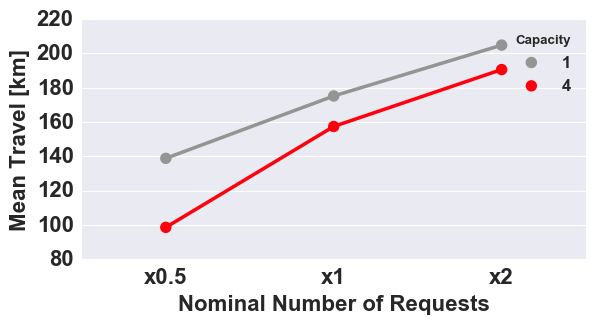 220
200
180
160
140
120
100
80
Mean Travel [km]
Capacity
1
4
x0.5 x1 x2
Nominal Number of Requests